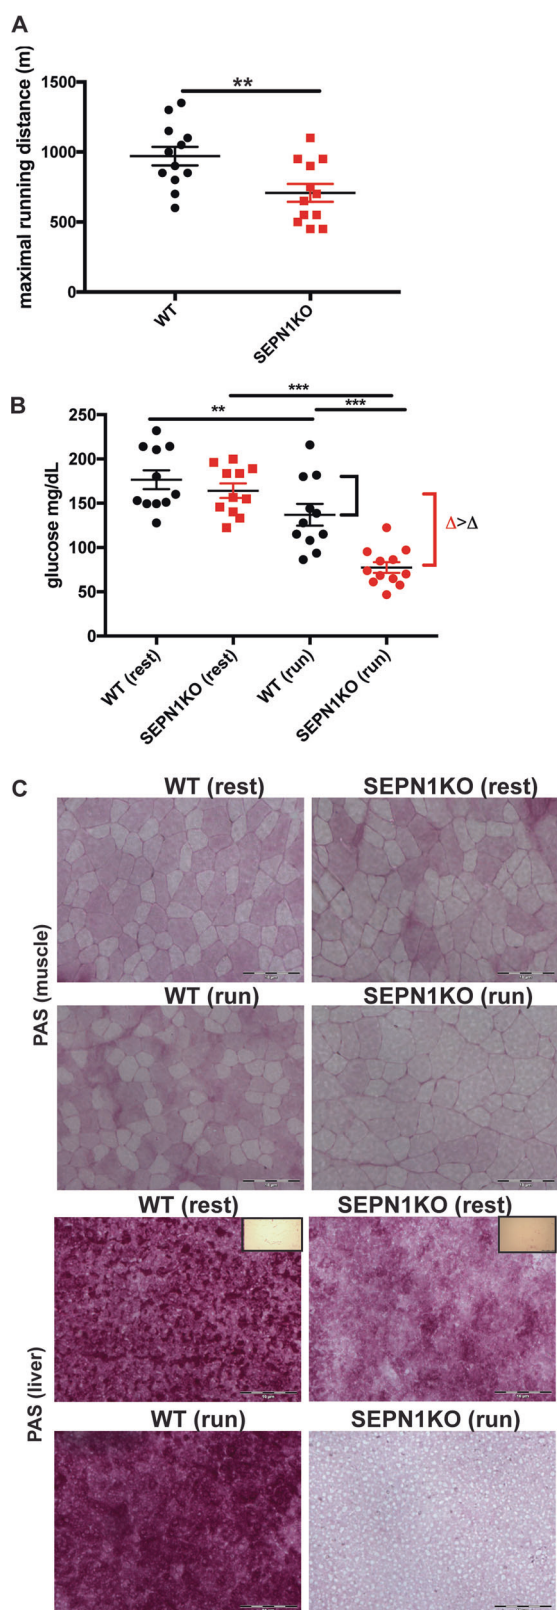 A
maximal running distance (m)
**
1500
1000
500
0
WT
SEPN1KO
B
glucose mg/dL
***
**
***
250
200
150
100
50
0
Δ>Δ
WT (rest)
SEPN1KO (rest)
WT (run)
SEPN1KO (run)
C
WT (rest)
SEPN1KO (rest)
PAS (muscle)
WT (run)
SEPN1KO (run)
WT (rest)
SEPN1KO (rest)
PAS (liver)
WT (run)
SEPN1KO (run)